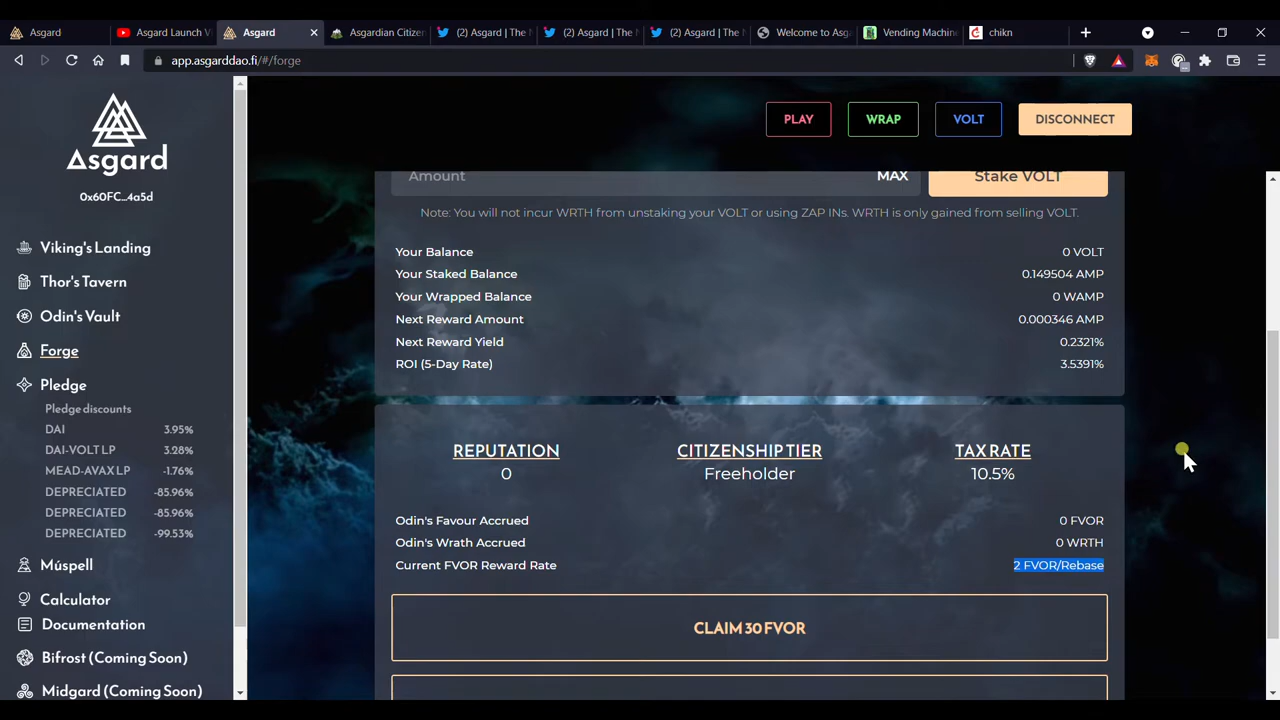 Asgard
Asgard Launch V
Asgard
Asgardian Citizen
(2) Asgard | The
(2) Asgard | The
(2) Asgard | The
Welcome to Asg
Vending Machin
chikn
app.asgarddao.fi/#/forge
Asgard
0x60FC...4a5d
Viking's Landing
Thor's Tavern
Odin's Vault
Forge
Pledge
Pledge discounts
DAI 3.95%
DAI-VOLT LP 3.28%
MEAD-AVAX LP -1.76%
DEPRECIATED -85.96%
DEPRECIATED -85.96%
DEPRECIATED -99.53%
Múspell
Calculator
Documentation
Bifrost (Coming Soon)
Midgard (Coming Soon)
PLAY WRAP VOLT DISCONNECT
Amount MAX Stake VOLT
Note: You will not incur WRTH from unstaking your VOLT or using ZAP INs. WRTH is only gained from selling VOLT.
Your Balance 0 VOLT
Your Staked Balance 0.149504 AMP
Your Wrapped Balance 0 WAMP
Next Reward Amount 0.000346 AMP
Next Reward Yield 0.2321%
ROI (5-Day Rate) 3.5391%
REPUTATION CITIZENSHIP TIER TAX RATE
0 Freeholder 10.5%
Odin's Favour Accrued 0 FVOR
Odin's Wrath Accrued 0 WRTH
Current FVOR Reward Rate 2 FVOR/Rebase
CLAIM 30 FVOR